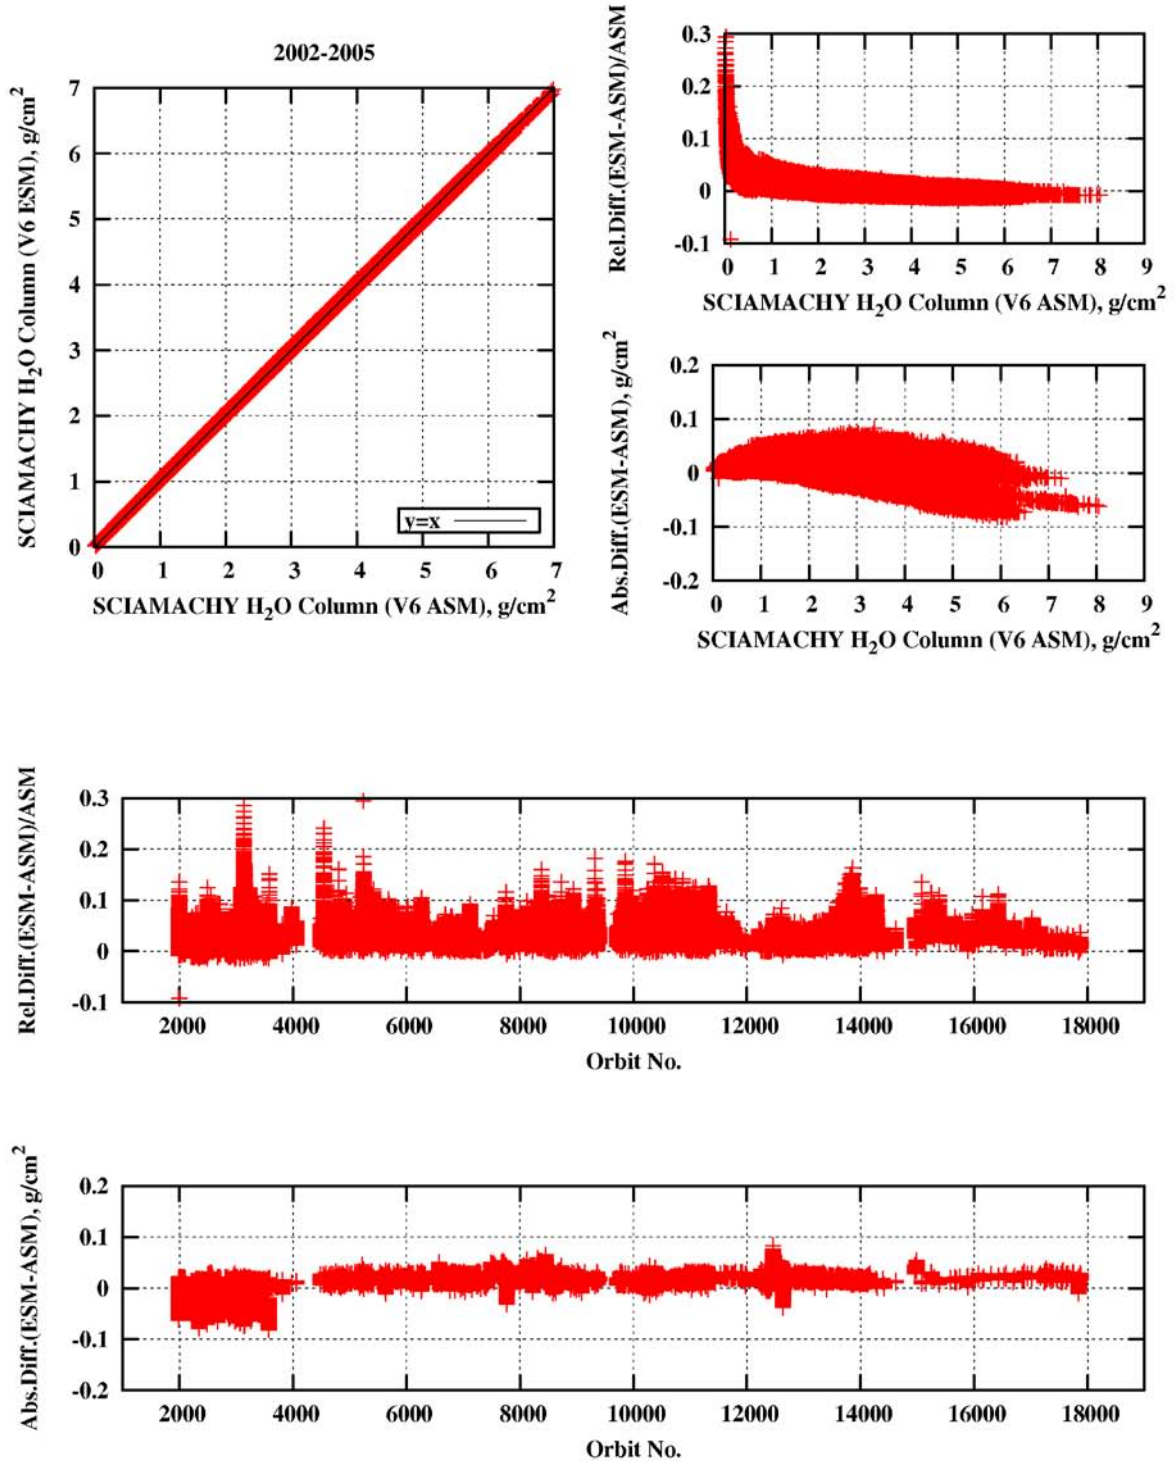 2002-2005
SCIAMACHY H₂O Column (V6 ESM), g/cm²
7
6
5
4
3
2
1
0
y=x
0 1 2 3 4 5 6 7
SCIAMACHY H₂O Column (V6 ASM), g/cm²
Rel.Diff.(ESM-ASM)/ASM
0.3
0.2
0.1
0
-0.1
0 1 2 3 4 5 6 7 8 9
SCIAMACHY H₂O Column (V6 ASM), g/cm²
Abs.Diff.(ESM-ASM), g/cm²
0.2
0.1
0
-0.1
-0.2
0 1 2 3 4 5 6 7 8 9
SCIAMACHY H₂O Column (V6 ASM), g/cm²
Rel.Diff.(ESM-ASM)/ASM
0.3
0.2
0.1
0
-0.1
2000 4000 6000 8000 10000 12000 14000 16000 18000
Orbit No.
Abs.Diff.(ESM-ASM), g/cm²
0.2
0.1
0
-0.1
-0.2
2000 4000 6000 8000 10000 12000 14000 16000 18000
Orbit No.